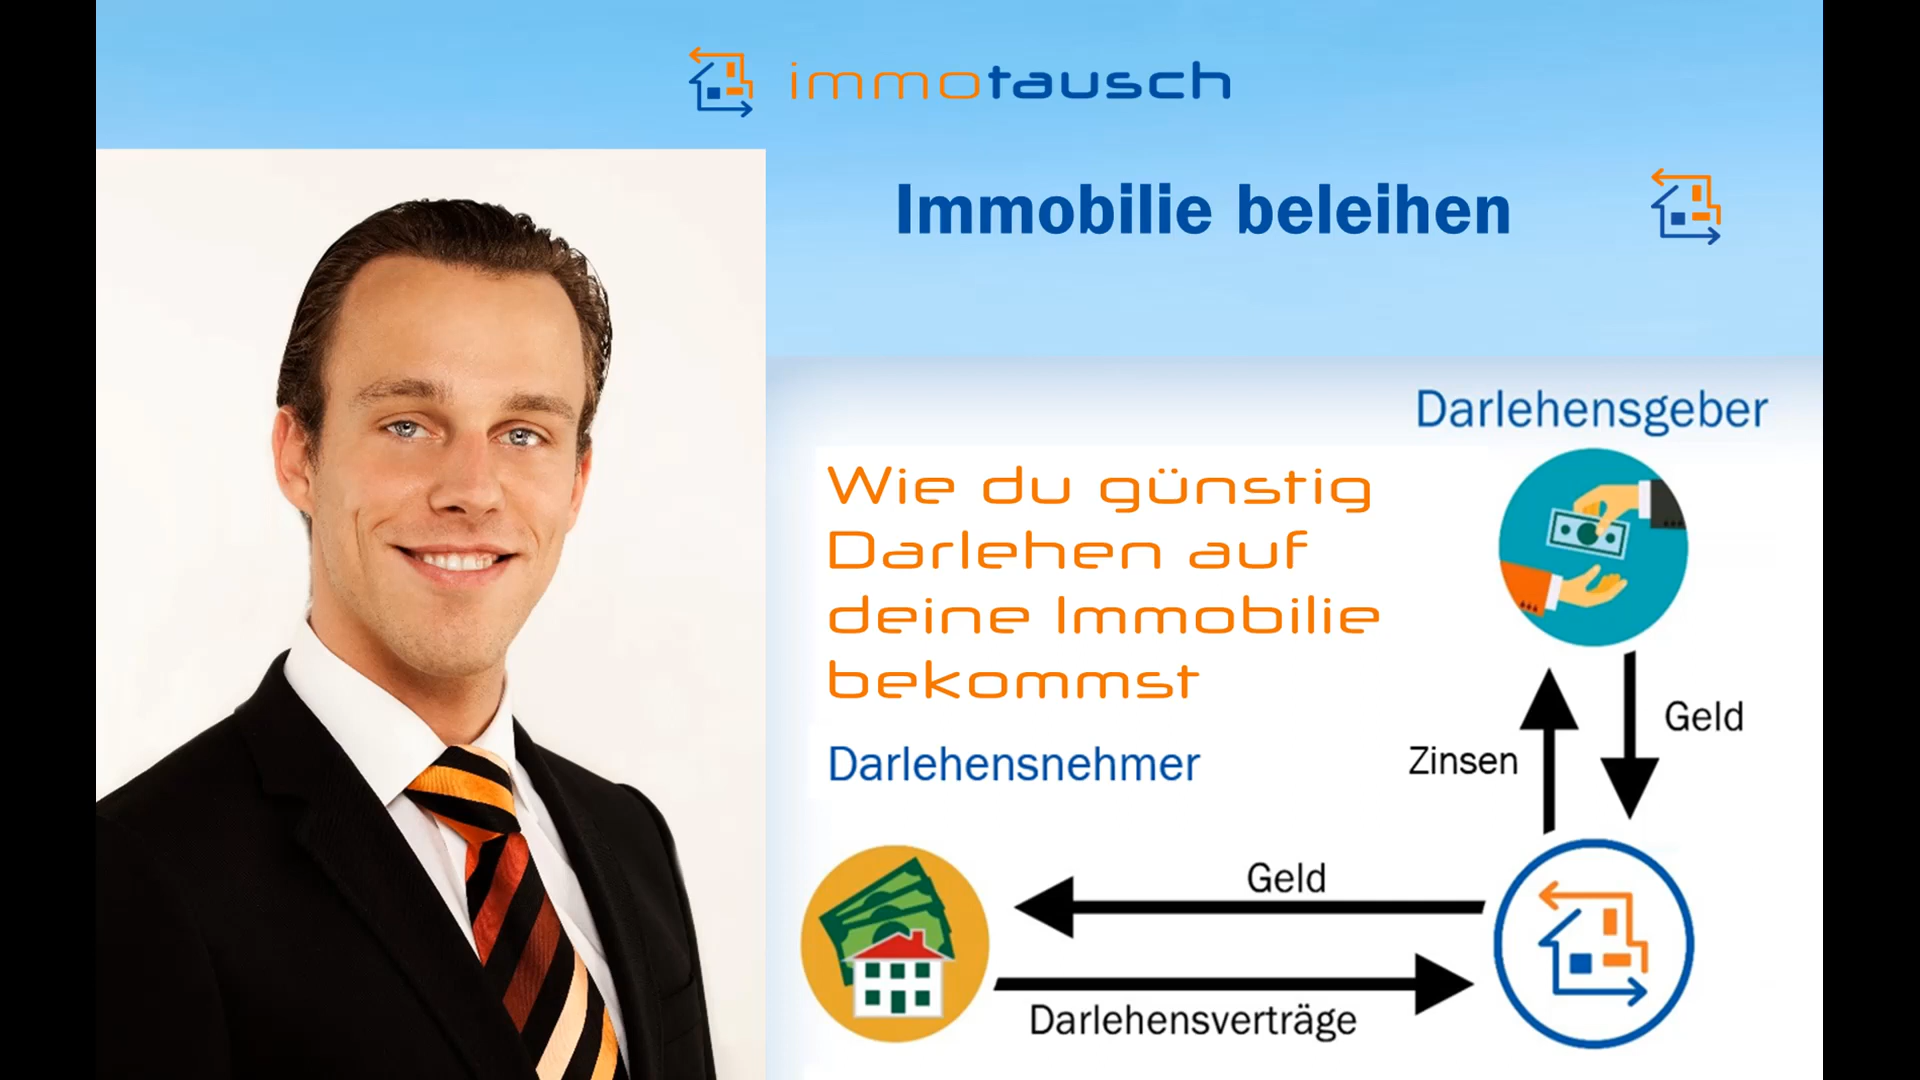 immotausch
Immobilie beleihen
Darlehensgeber
Wie du günstig
Darlehen auf
deine Immobilie
bekommst
Geld
Zinsen
Darlehensnehmer
Geld
Darlehensverträge